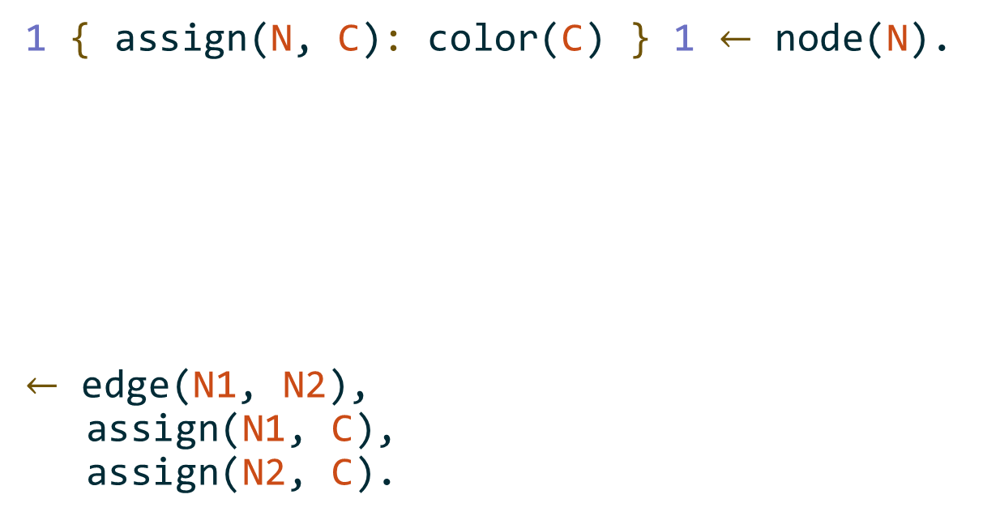 1 { assign(N, C): color(C) } 1 ← node(N).
← edge(N1, N2),
assign(N1, C),
assign(N2, C).